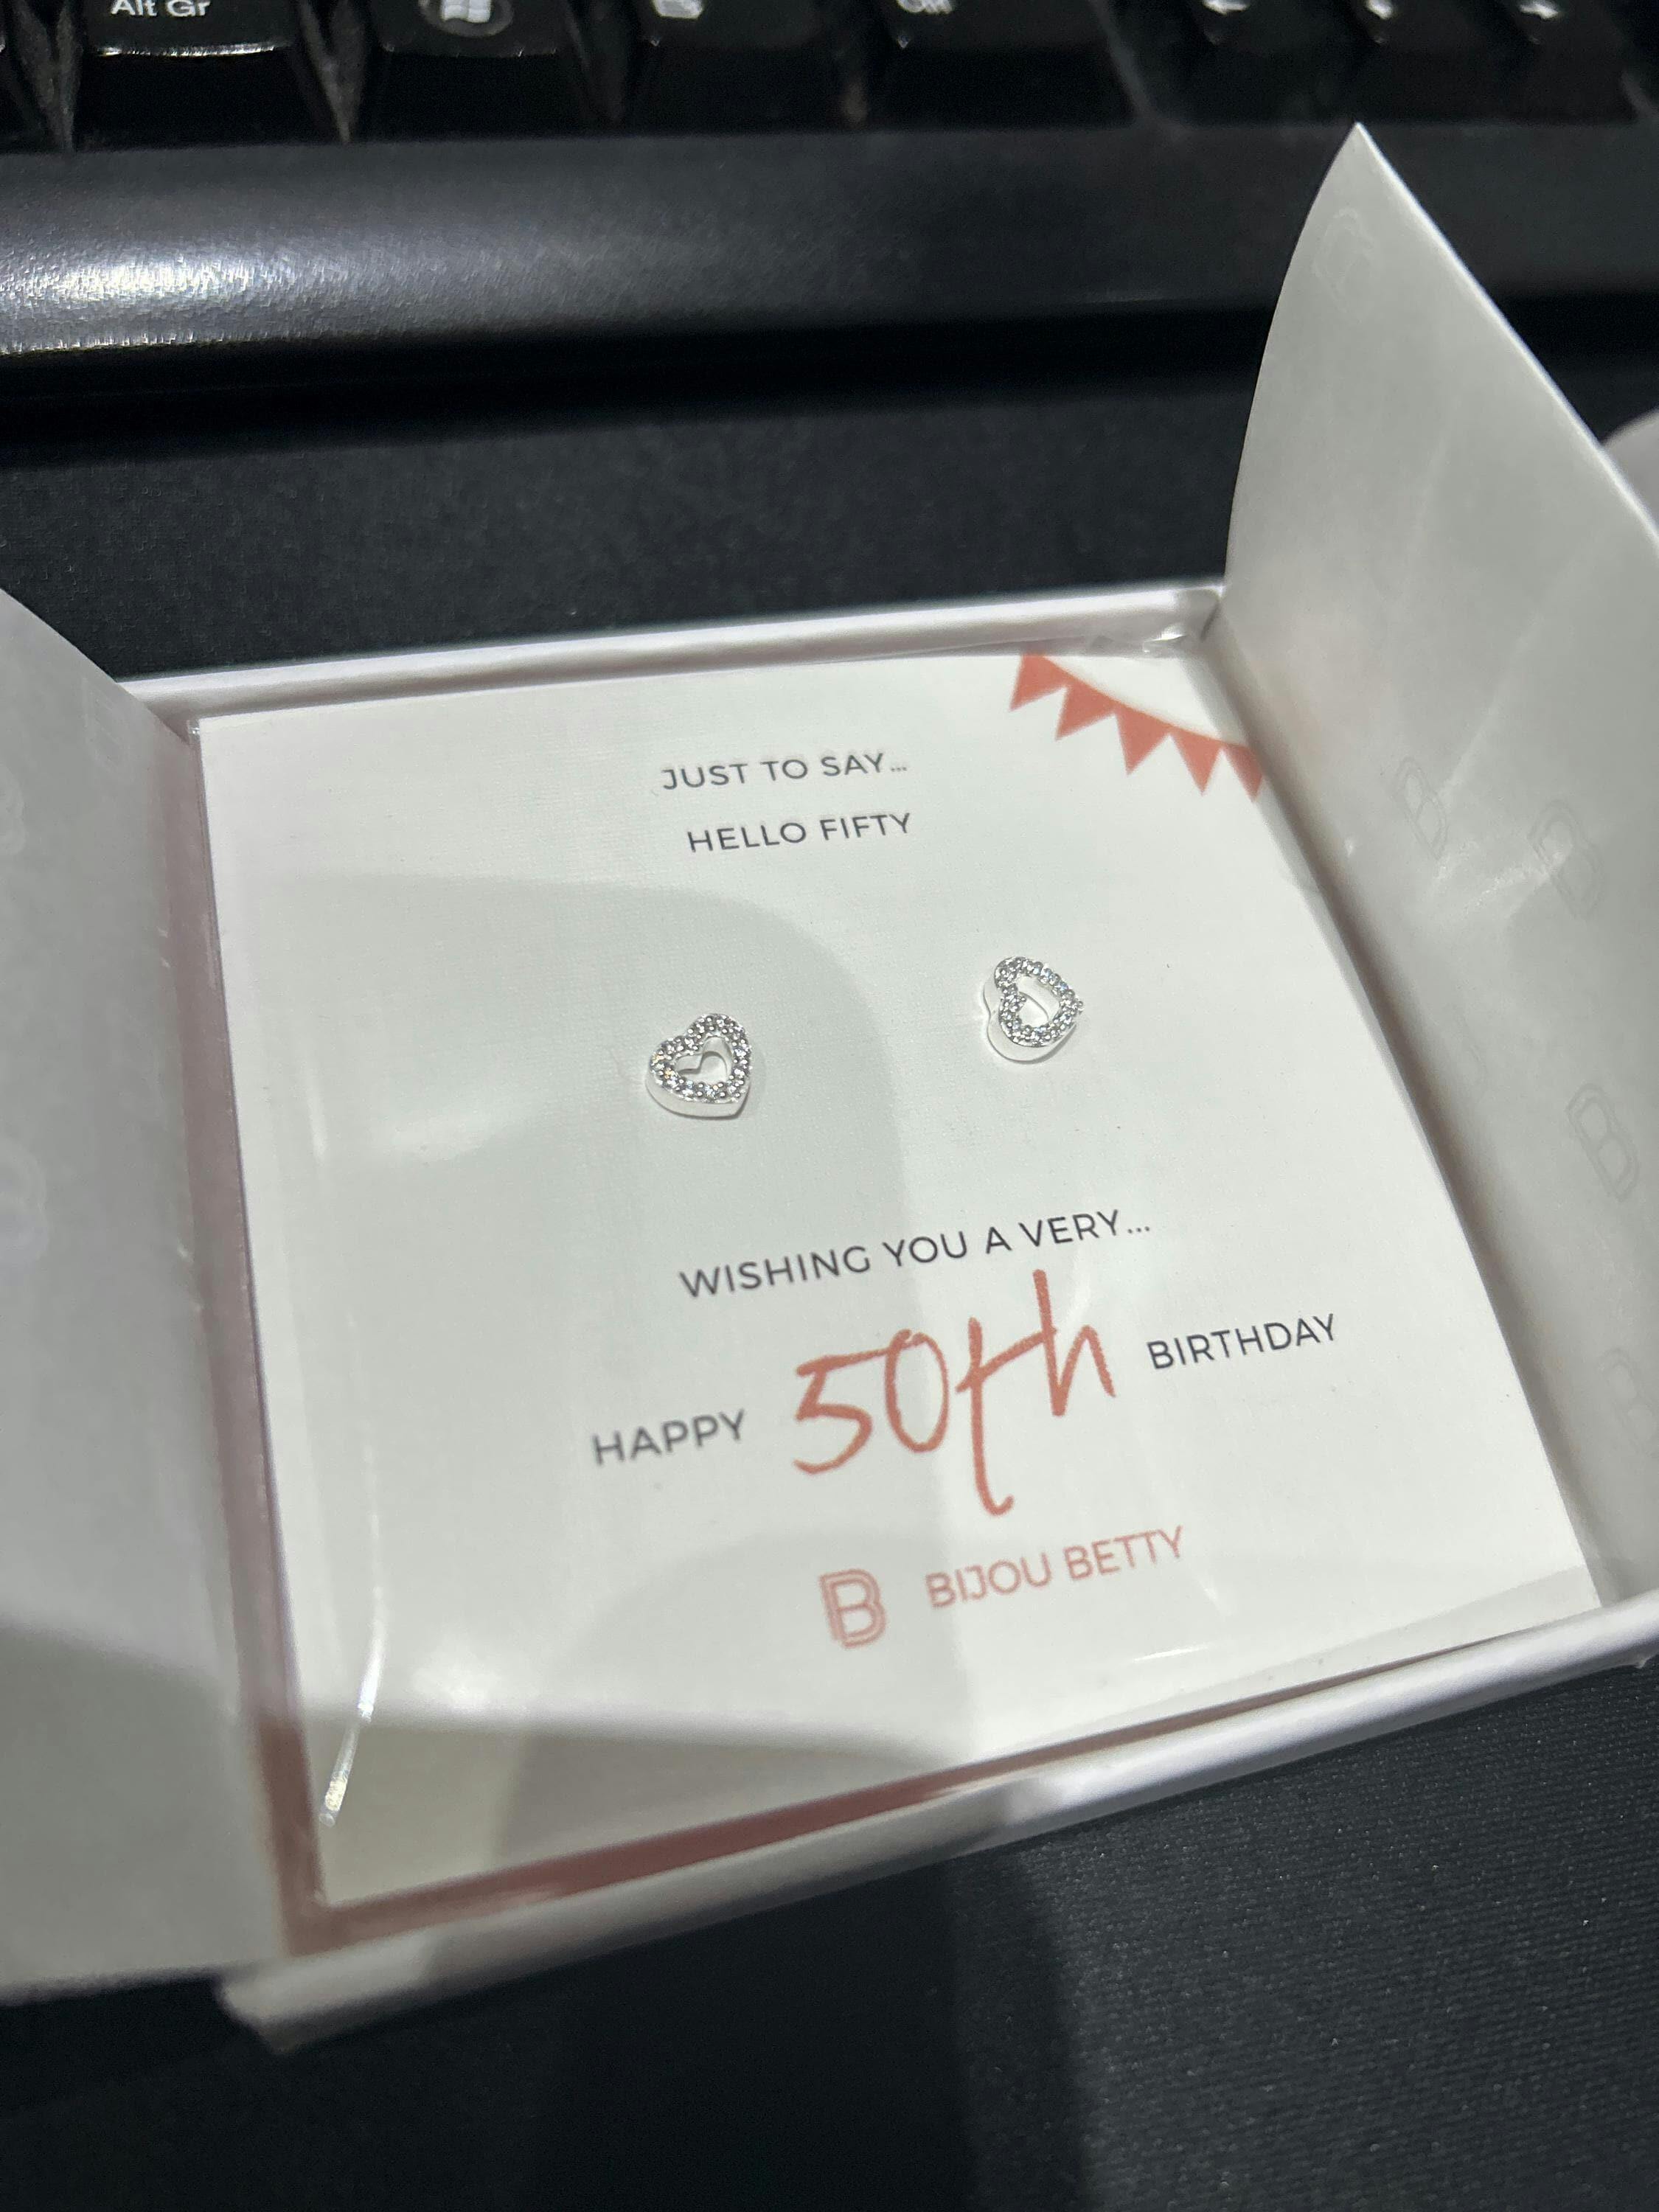 Alt Gr
JUST TO SAY...
HELLO FIFTY
WISHING YOU A VERY...
HAPPY 50th BIRTHDAY
B BIJOU BETTY
B
B
B
B